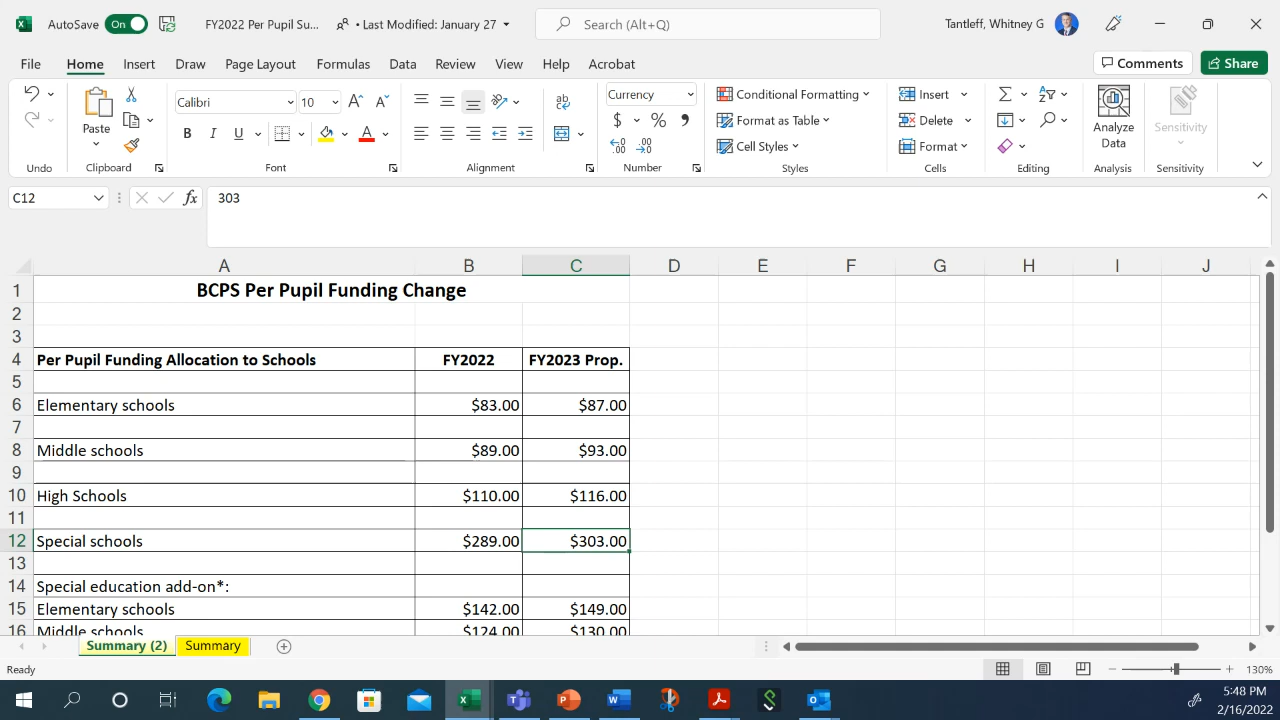 AutoSave On FY2022 Per Pupil Su... • Last Modified: January 27 Search (Alt+Q) Tantleff, Whitney G
File Home Insert Draw Page Layout Formulas Data Review View Help Acrobat Comments Share
Calibri 10 Currency Conditional Formatting Insert
Paste B I U $ % Format as Table Delete Analyze Data Sensitivity
Cell Styles Format
Undo Clipboard Font Alignment Number Styles Cells Editing Analysis Sensitivity
C12 fx 303
A B C D E F G H I J
1 BCPS Per Pupil Funding Change
2
3
4 Per Pupil Funding Allocation to Schools FY2022 FY2023 Prop.
5
6 Elementary schools $83.00 $87.00
7
8 Middle schools $89.00 $93.00
9
10 High Schools $110.00 $116.00
11
12 Special schools $289.00 $303.00
13
14 Special education add-on*:
15 Elementary schools $142.00 $149.00
16 Middle schools $124.00 $130.00
Summary (2) Summary
Ready 130%
5:48 PM
2/16/2022